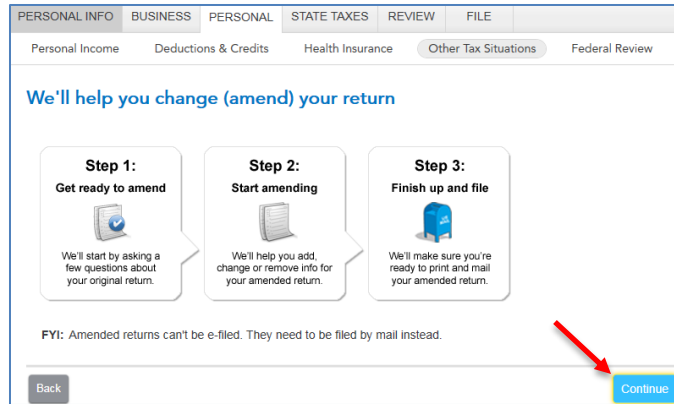 PERSONAL INFO BUSINESS PERSONAL STATE TAXES REVIEW FILE
Personal Income Deductions & Credits Health Insurance Other Tax Situations Federal Review
We'll help you change (amend) your return
Step 1:
Get ready to amend
We'll start by asking a
few questions about
your original return.
Step 2:
Start amending
We'll help you add,
change or remove info for
your amended return.
Step 3:
Finish up and file
We'll make sure you're
ready to print and mail
your amended return.
FYI: Amended returns can't be e-filed. They need to be filed by mail instead.
Back Continue